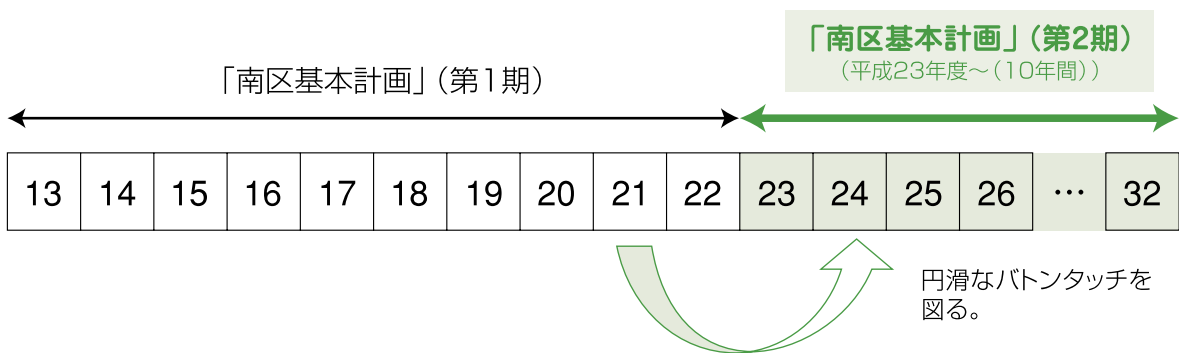 「南区基本計画」（第2期）
（平成23年度～（10年間））
「南区基本計画」（第1期）
13 14 15 16 17 18 19 20 21 22 23 24 25 26 … 32
円滑なバトンタッチを
図る。